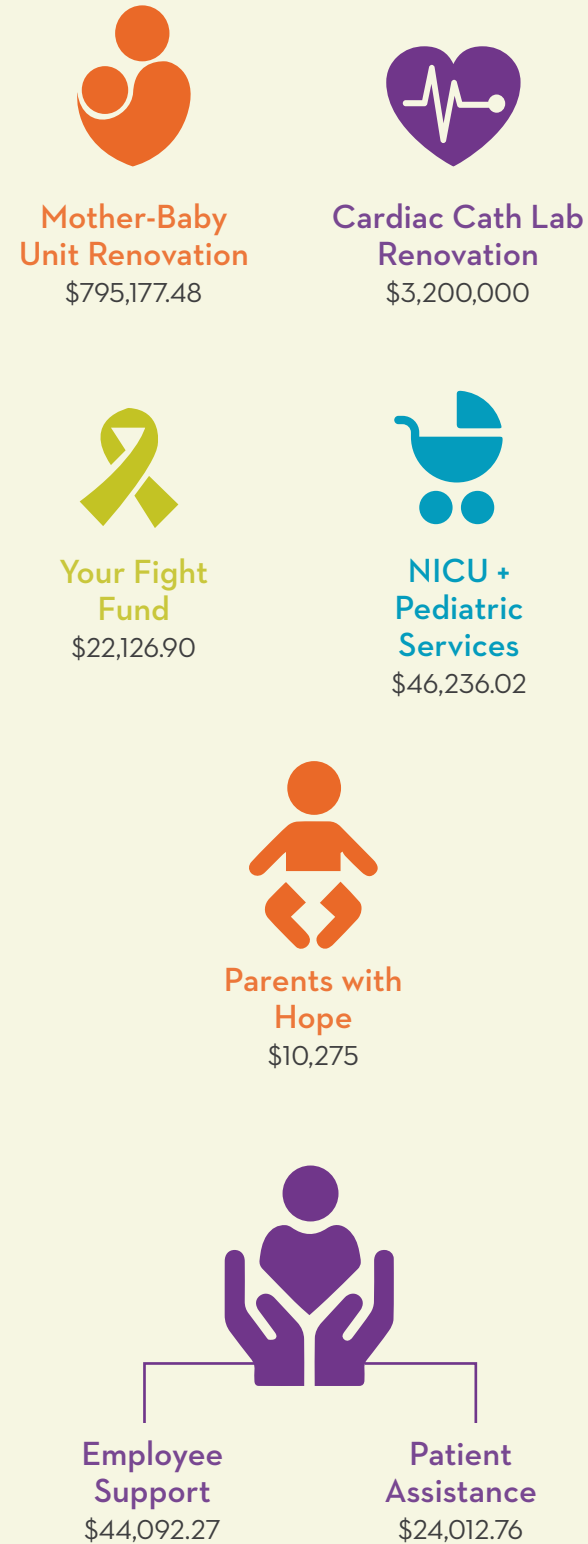 Mother-Baby
Unit Renovation
$795,177.48
Cardiac Cath Lab
Renovation
$3,200,000
Your Fight
Fund
$22,126.90
NICU +
Pediatric
Services
$46,236.02
Parents with
Hope
$10,275
Employee
Support
$44,092.27
Patient
Assistance
$24,012.76